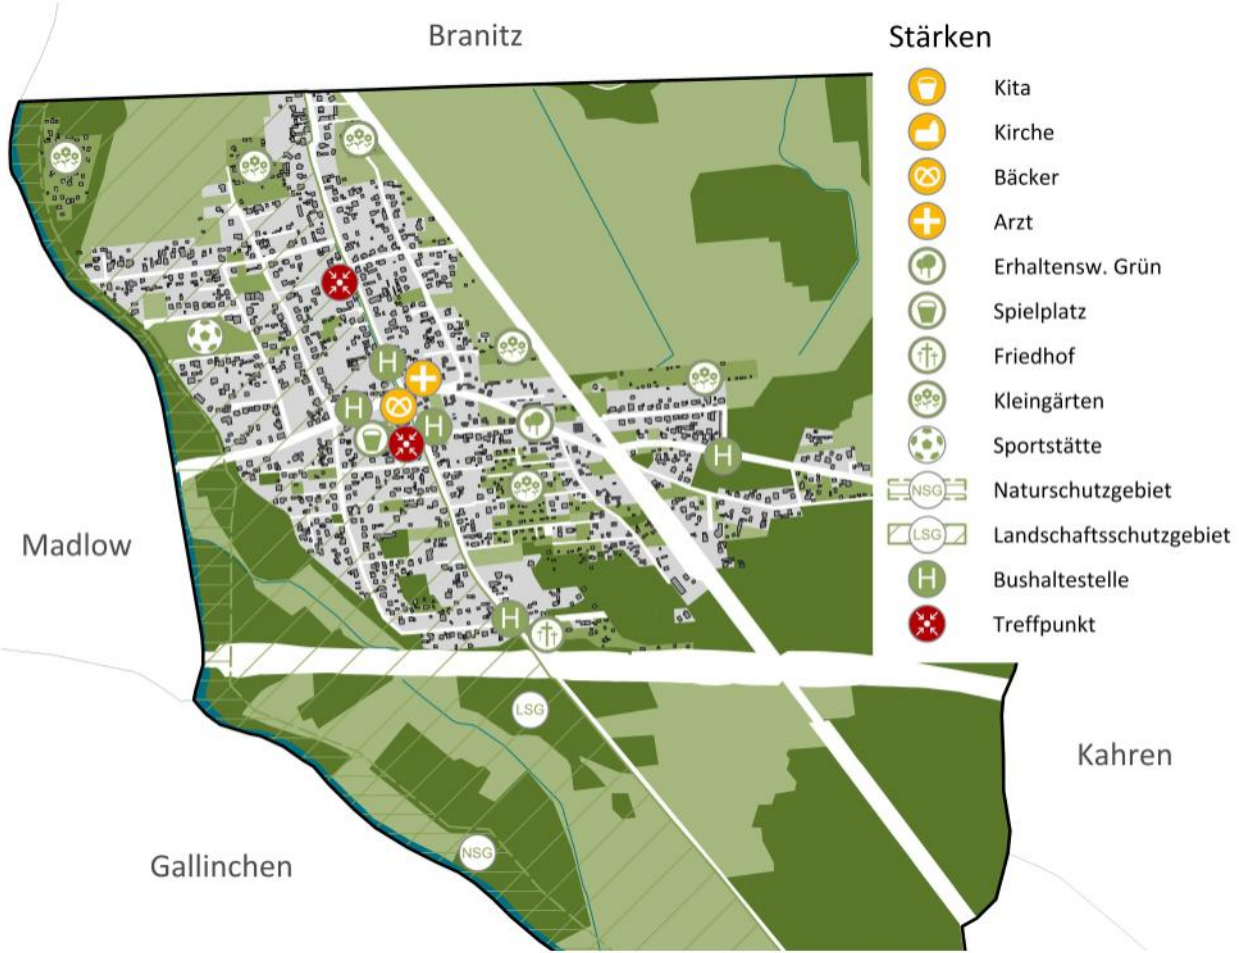 Branitz
Stärken
Kita
Kirche
Bäcker
Arzt
Erhaltensw. Grün
Spielplatz
Friedhof
Kleingärten
Sportstätte
NSG Naturschutzgebiet
LSG Landschaftsschutzgebiet
H Bushaltestelle
Treffpunkt
H
H
H
H
H
Madlow
LSG
Kahren
NSG
Gallinchen